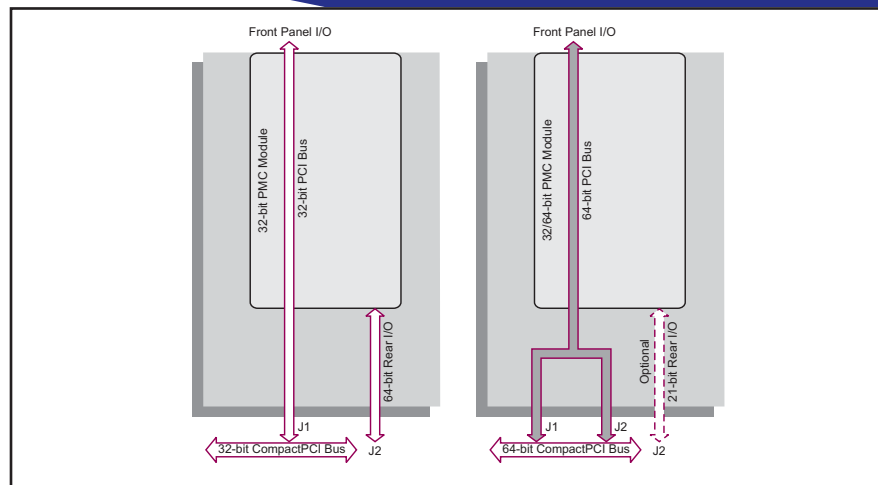 Front Panel I/O
32-bit PMC Module
32-bit PCI Bus
64-bit Rear I/O
J1
32-bit CompactPCI Bus
J2
Front Panel I/O
32/64-bit PMC Module
64-bit PCI Bus
Optional
21-bit Rear I/O
J1
J2
64-bit CompactPCI Bus
J2